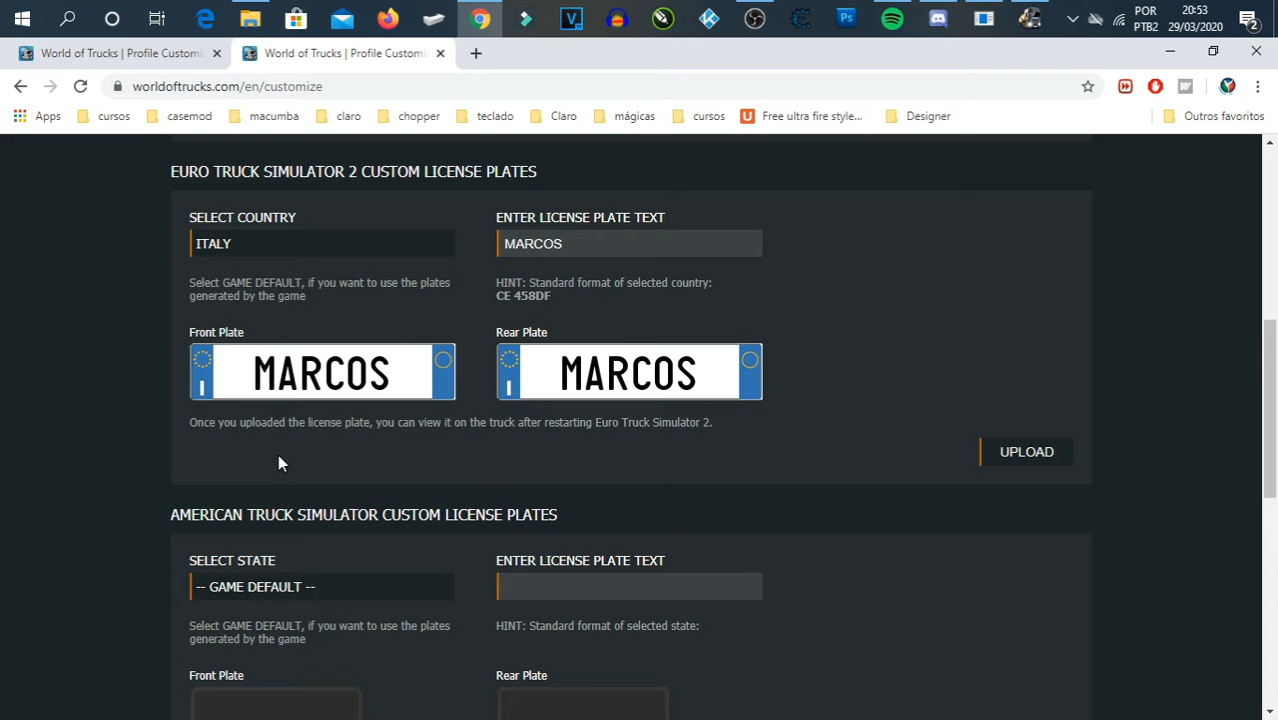 20:53
POR
PTB2
29/03/2020
2
World of Trucks | Profile Customi
World of Trucks | Profile Customi
worldoftrucks.com/en/customize
Apps
cursos
casemod
macumba
claro
chopper
teclado
Claro
mágicas
cursos
Free ultra fire style...
Designer
Outros favoritos
EURO TRUCK SIMULATOR 2 CUSTOM LICENSE PLATES
SELECT COUNTRY
ENTER LICENSE PLATE TEXT
ITALY
MARCOS
Select GAME DEFAULT, if you want to use the plates
generated by the game
HINT: Standard format of selected country:
CE 458DF
Front Plate
Rear Plate
I MARCOS
I MARCOS
Once you uploaded the license plate, you can view it on the truck after restarting Euro Truck Simulator 2.
UPLOAD
AMERICAN TRUCK SIMULATOR CUSTOM LICENSE PLATES
SELECT STATE
ENTER LICENSE PLATE TEXT
-- GAME DEFAULT --
Select GAME DEFAULT, if you want to use the plates
generated by the game
HINT: Standard format of selected state:
Front Plate
Rear Plate